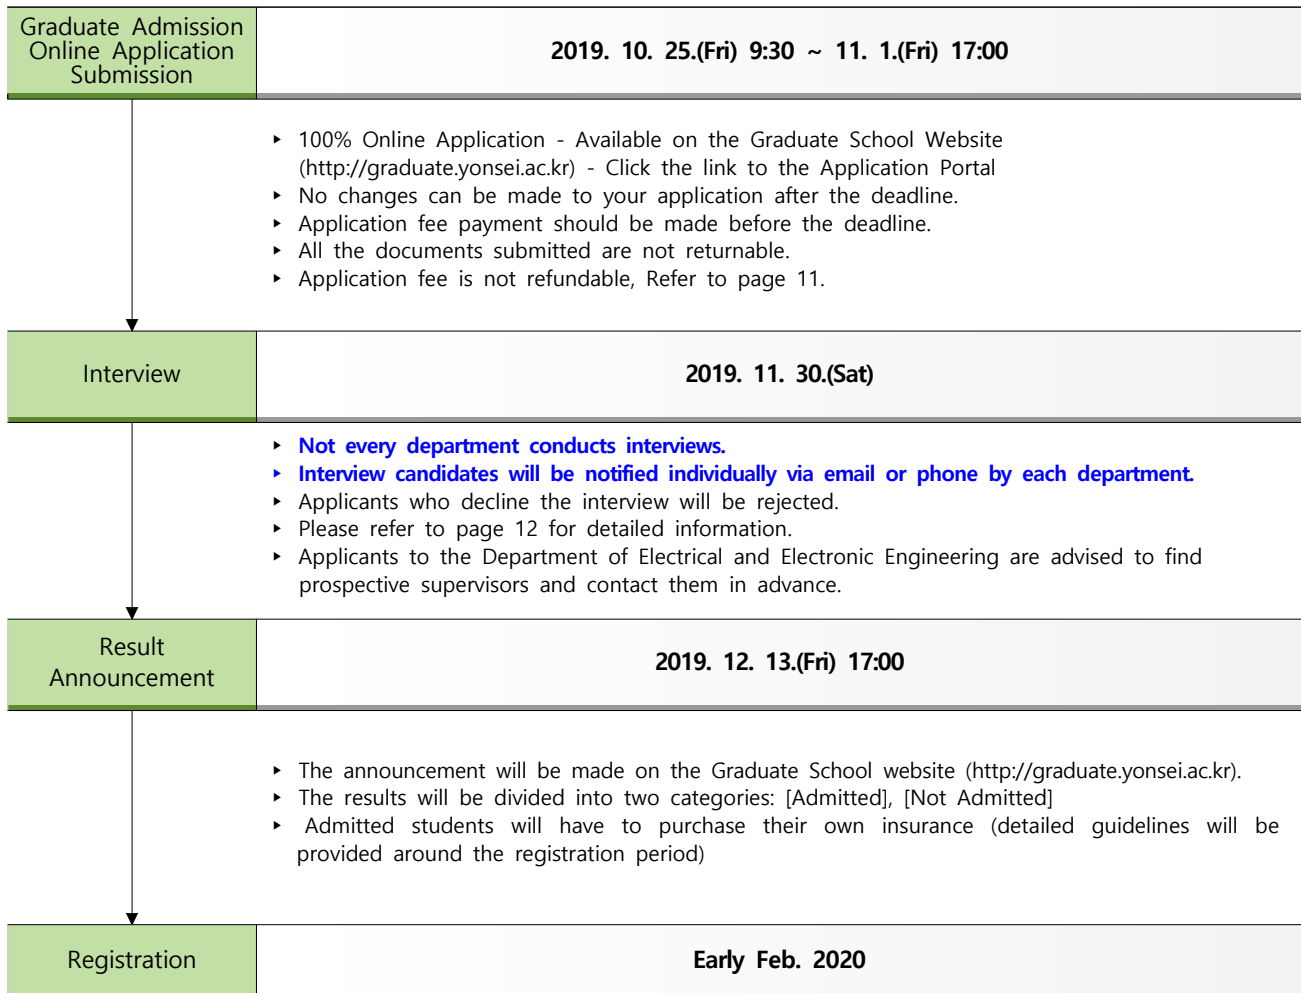 Graduate Admission
Online Application
Submission
2019. 10. 25.(Fri) 9:30 ~ 11. 1.(Fri) 17:00
‣ 100% Online Application - Available on the Graduate School Website
(http://graduate.yonsei.ac.kr) - Click the link to the Application Portal
‣ No changes can be made to your application after the deadline.
‣ Application fee payment should be made before the deadline.
‣ All the documents submitted are not returnable.
‣ Application fee is not refundable, Refer to page 11.
Interview
2019. 11. 30.(Sat)
‣ Not every department conducts interviews.
‣ Interview candidates will be notified individually via email or phone by each department.
‣ Applicants who decline the interview will be rejected.
‣ Please refer to page 12 for detailed information.
‣ Applicants to the Department of Electrical and Electronic Engineering are advised to find
prospective supervisors and contact them in advance.
Result
Announcement
2019. 12. 13.(Fri) 17:00
‣ The announcement will be made on the Graduate School website (http://graduate.yonsei.ac.kr).
‣ The results will be divided into two categories: [Admitted], [Not Admitted]
‣ Admitted students will have to purchase their own insurance (detailed guidelines will be
provided around the registration period)
Registration
Early Feb. 2020